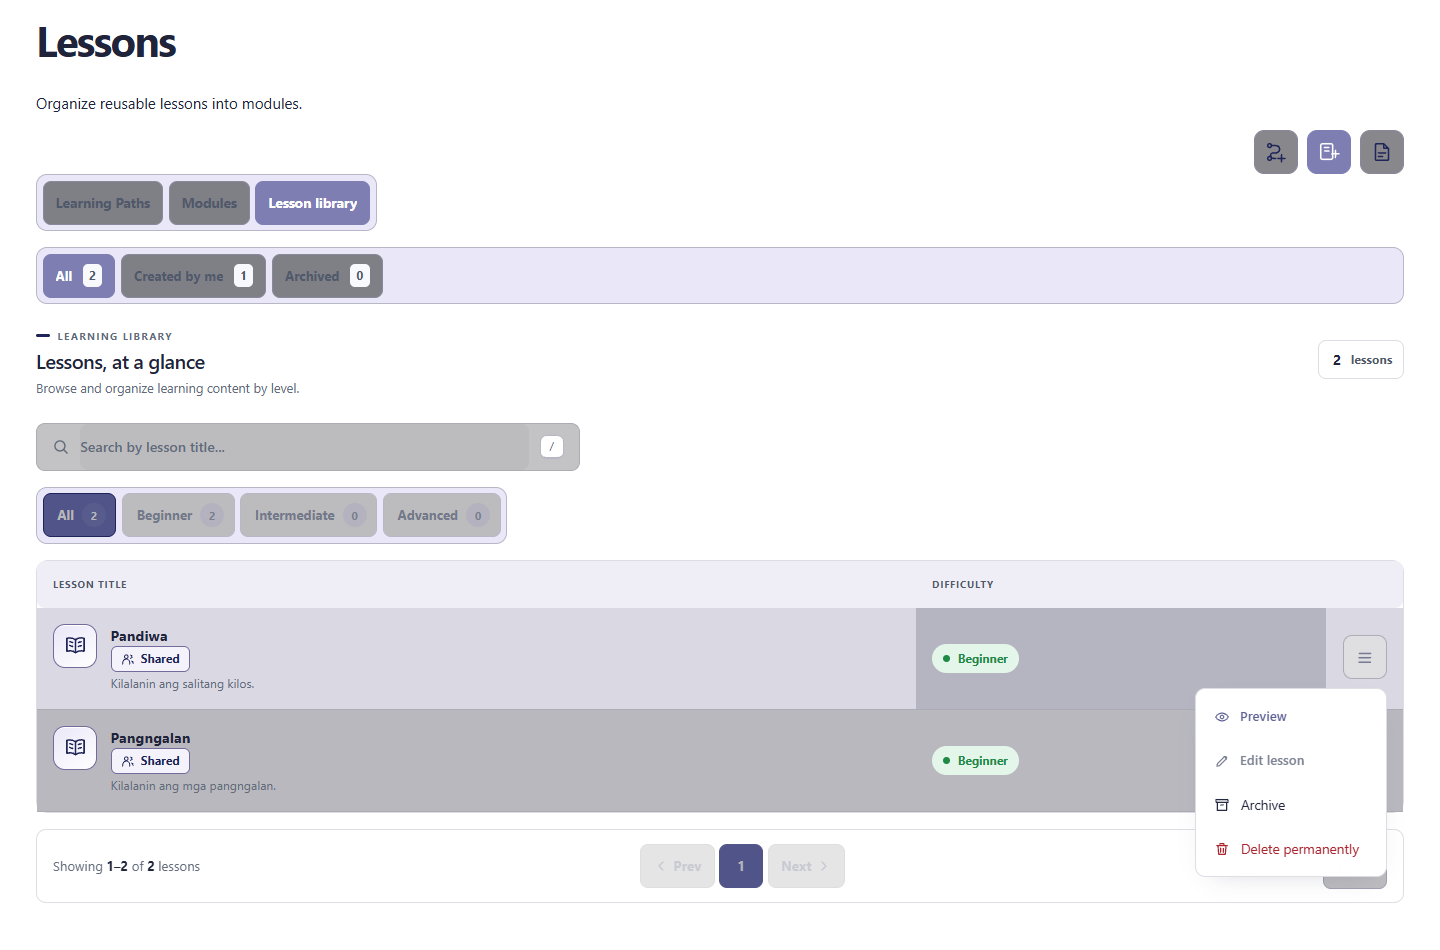 Lessons
Organize reusable lessons into modules.
Learning Paths Modules Lesson library
All 2 Created by me 1 Archived 0
LEARNING LIBRARY
Lessons, at a glance
Browse and organize learning content by level.
2 lessons
Search by lesson title... /
All 2 Beginner 2 Intermediate 0 Advanced 0
LESSON TITLE DIFFICULTY
Pandiwa
Shared
Kilalanin ang salitang kilos.
Beginner
Pangngalan
Shared
Kilalanin ang mga pangngalan.
Beginner
Preview
Edit lesson
Archive
Delete permanently
Showing 1–2 of 2 lessons
Prev 1 Next